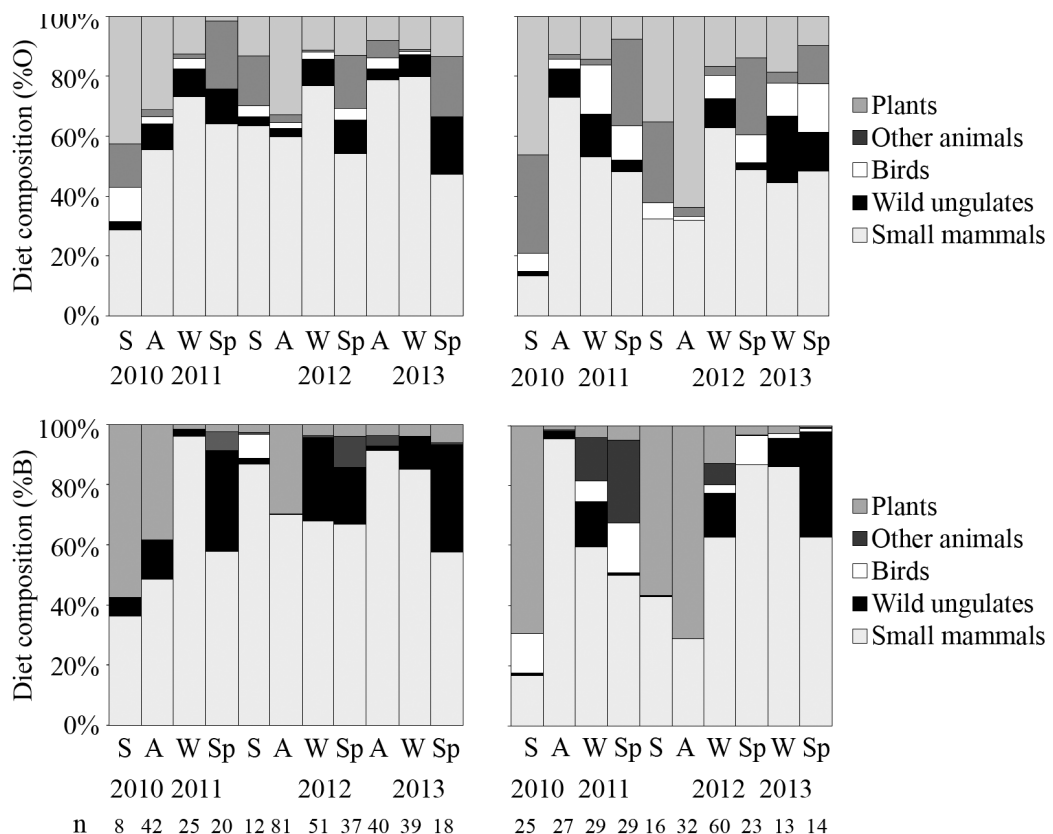 Diet composition (%O)
100%
80%
60%
40%
20%
0%
S A W Sp S A W Sp A W Sp
2010 2011 2012 2013
S A W Sp S A W Sp W Sp
2010 2011 2012 2013
Plants
Other animals
Birds
Wild ungulates
Small mammals
Diet composition (%B)
100%
80%
60%
40%
20%
0%
S A W Sp S A W Sp A W Sp
2010 2011 2012 2013
S A W Sp S A W Sp W Sp
2010 2011 2012 2013
Plants
Other animals
Birds
Wild ungulates
Small mammals
n 8 42 25 20 12 81 51 37 40 39 18 25 27 29 29 16 32 60 23 13 14